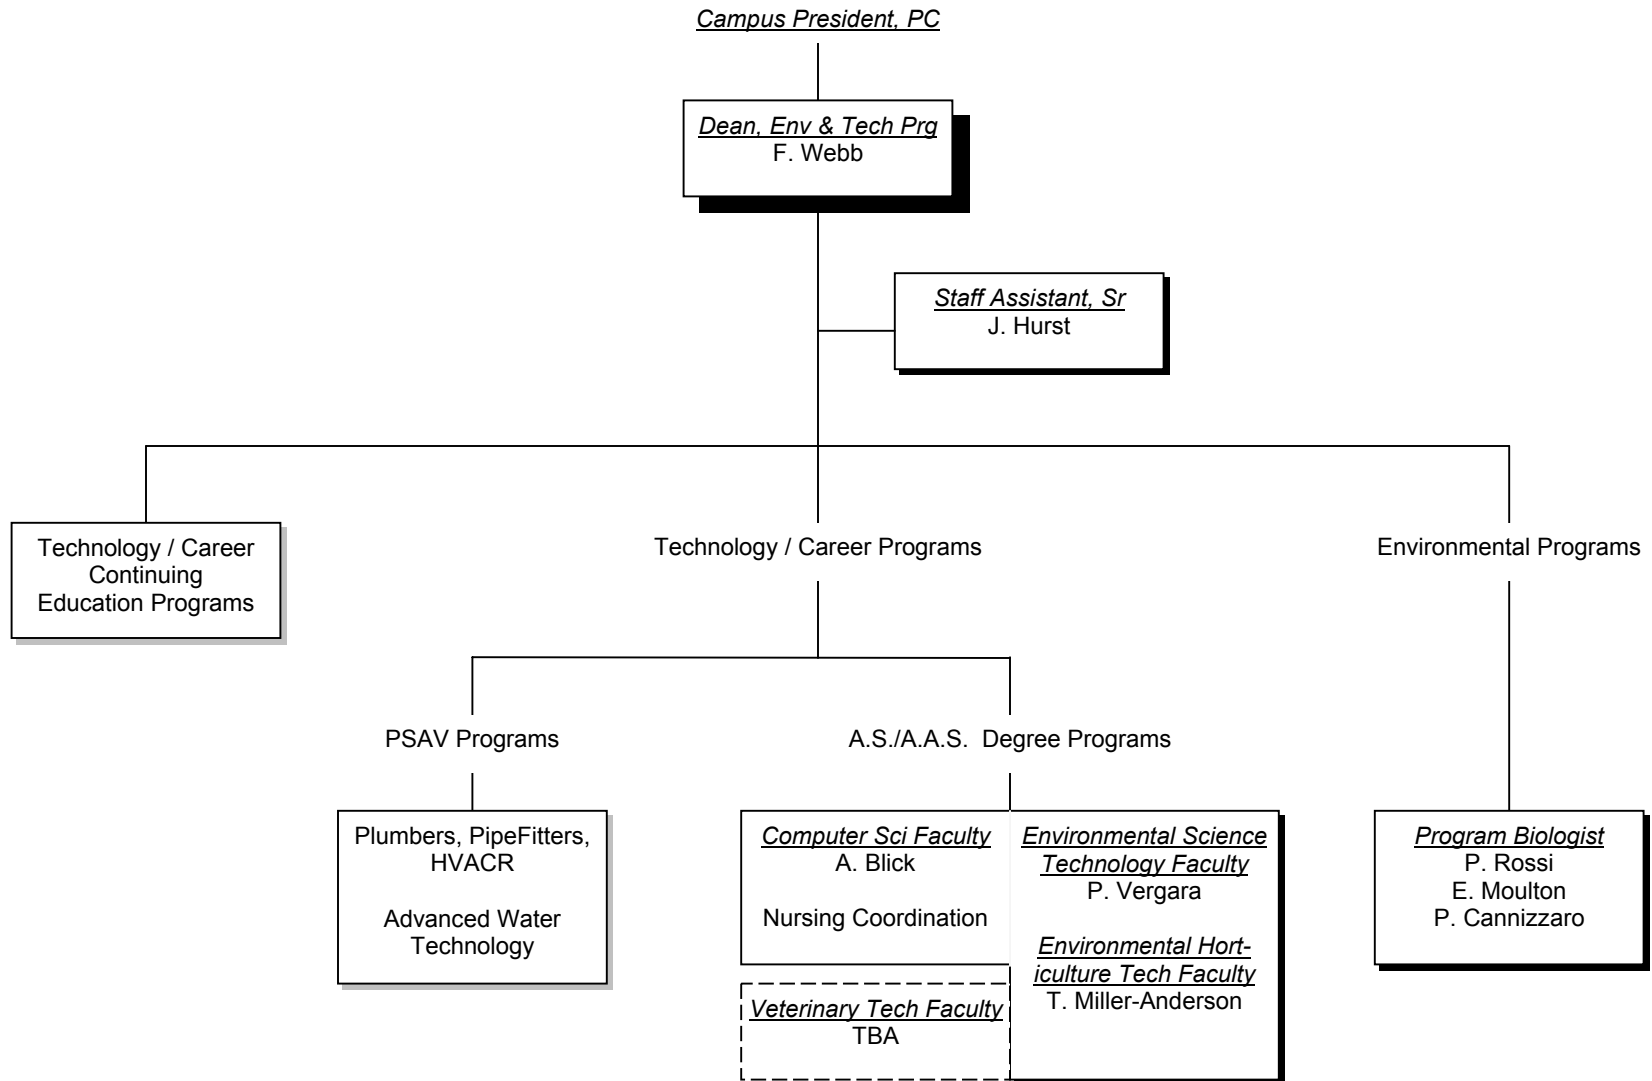 Campus President, PC
Dean, Env & Tech Prg
F. Webb
Staff Assistant, Sr
J. Hurst
Technology / Career
Continuing
Education Programs
Technology / Career Programs
Environmental Programs
PSAV Programs
A.S./A.A.S. Degree Programs
Plumbers, PipeFitters,
HVACR
Advanced Water
Technology
Computer Sci Faculty
A. Blick
Nursing Coordination
Veterinary Tech Faculty
TBA
Environmental Science
Technology Faculty
P. Vergara
Environmental Hort-
iculture Tech Faculty
T. Miller-Anderson
Program Biologist
P. Rossi
E. Moulton
P. Cannizzaro